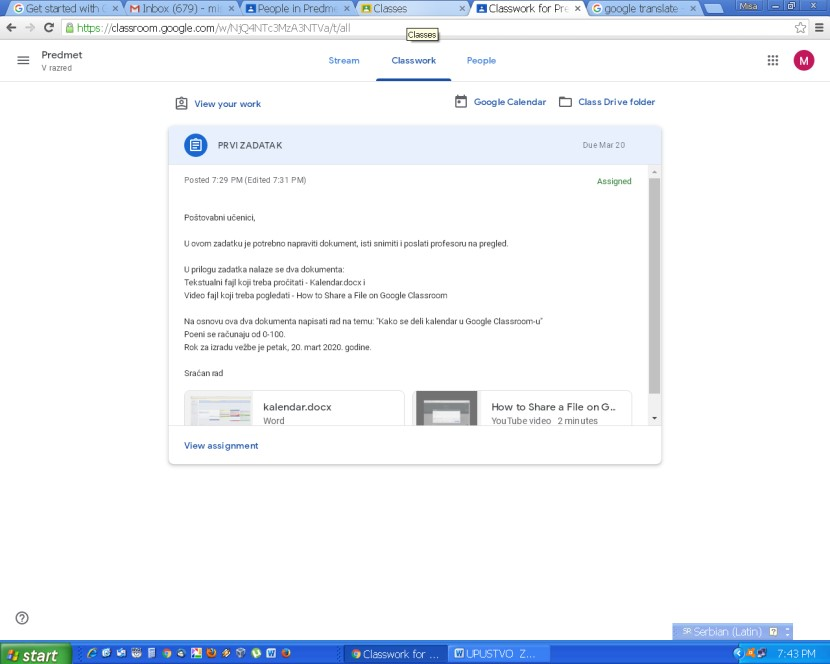 Get started with
Inbox (679) - mi
People in Predme
Classes
Classwork for Pre
google translate
Misa
https://classroom.google.com/w/NjQ4NTc3MzA3NTVa/t/all
Classes
Predmet
V razred
Stream
Classwork
People
M
View your work
Google Calendar
Class Drive folder
PRVI ZADATAK
Due Mar 20
Posted 7:29 PM (Edited 7:31 PM)
Assigned
Poštovabni učenici,
U ovom zadatku je potrebno napraviti dokument, isti snimiti i poslati profesoru na pregled.
U prilogu zadatka nalaze se dva dokumenta:
Tekstualni fajl koji treba pročitati - Kalendar.docx i
Video fajl koji treba pogledati - How to Share a File on Google Classroom
Na osnovu ova dva dokumenta napisati rad na temu: "Kako se deli kalendar u Google Classroom-u"
Poeni se računaju od 0-100.
Rok za izradu vežbe je petak, 20. mart 2020. godine.
Sraćan rad
kalendar.docx
Word
How to Share a File on G...
YouTube video 2 minutes
View assignment
SR Serbian (Latin)
start
Classwork for ...
UPUSTVO Z...
7:43 PM